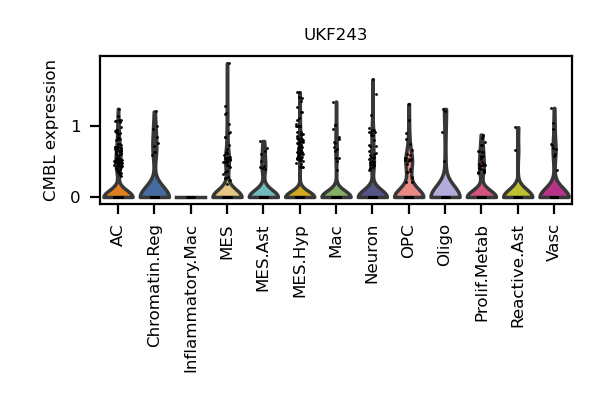 UKF243
CMBL expression
1
0
AC
Chromatin.Reg
Inflammatory.Mac
MES
MES.Ast
MES.Hyp
Mac
Neuron
OPC
Oligo
Prolif.Metab
Reactive.Ast
Vasc